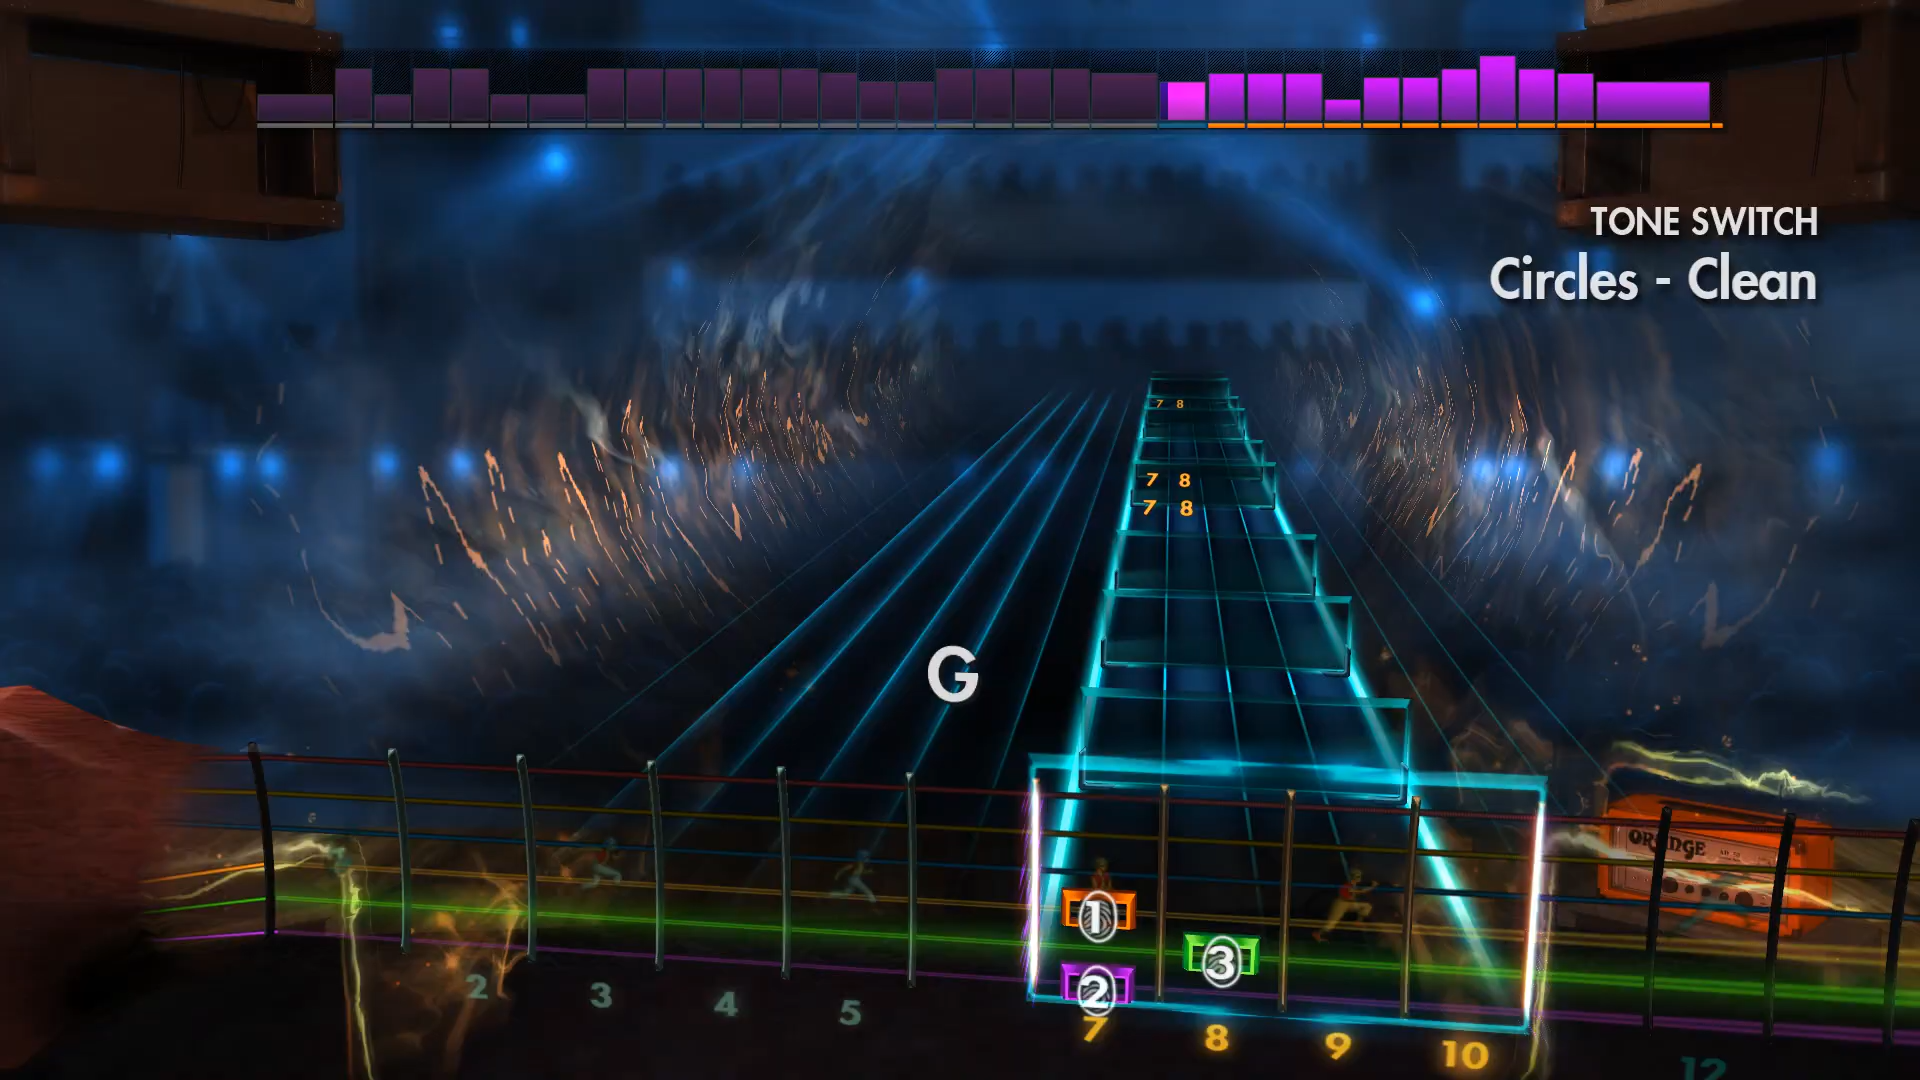 TONE SWITCH
Circles - Clean
7 8
7 8
7 8
G
ORANGE
1
3
2
2 3 4 5 7 8 9 10 12